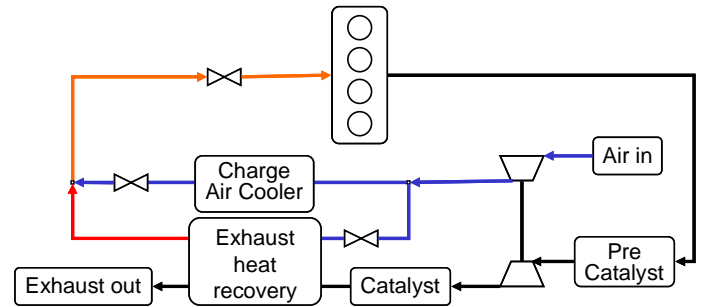 Air in
Charge
Air Cooler
Exhaust
heat
recovery
Pre
Catalyst
Exhaust out
Catalyst